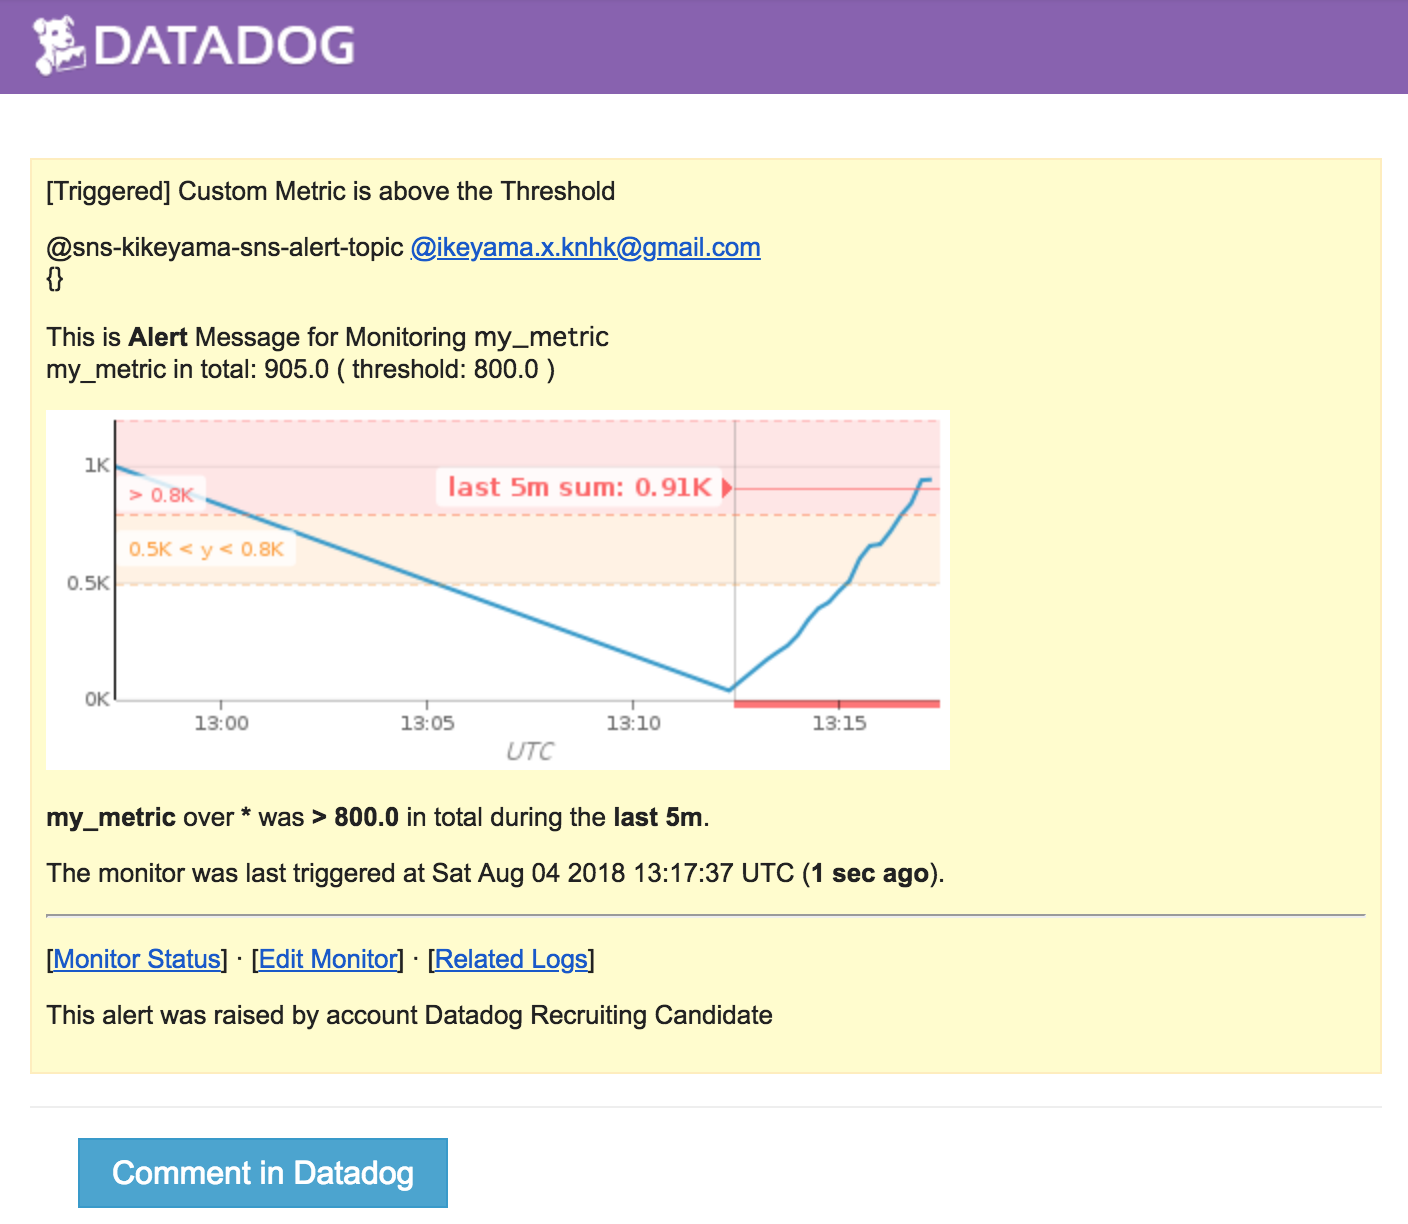 DATADOG
[Triggered] Custom Metric is above the Threshold
@sns-kikeyama-sns-alert-topic @ikeyama.x.knhk@gmail.com
{}
This is Alert Message for Monitoring my_metric
my_metric in total: 905.0 ( threshold: 800.0 )
1K
> 0.8K
last 5m sum: 0.91K
0.5K < y < 0.8K
0.5K
0K
13:00 13:05 13:10 13:15
UTC
my_metric over * was > 800.0 in total during the last 5m.
The monitor was last triggered at Sat Aug 04 2018 13:17:37 UTC (1 sec ago).
[Monitor Status] · [Edit Monitor] · [Related Logs]
This alert was raised by account Datadog Recruiting Candidate
Comment in Datadog